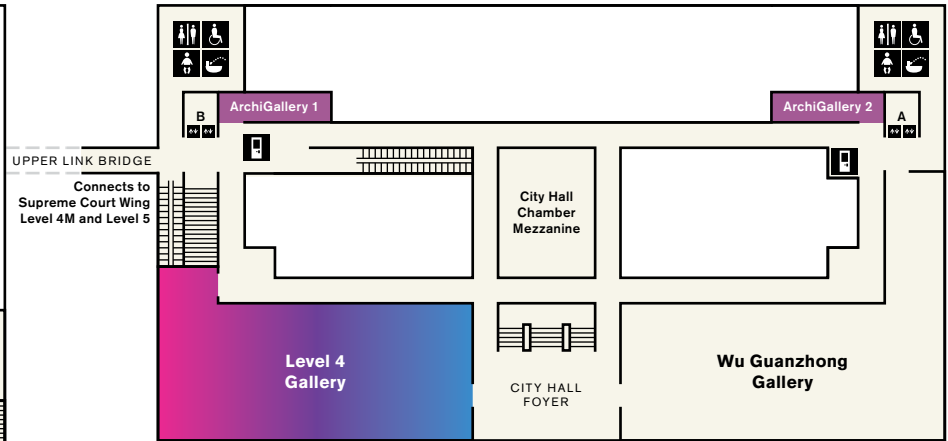 B
ArchiGallery 1
ArchiGallery 2
A
UPPER LINK BRIDGE
Connects to
Supreme Court Wing
Level 4M and Level 5
City Hall
Chamber
Mezzanine
Level 4
Gallery
CITY HALL
FOYER
Wu Guanzhong
Gallery